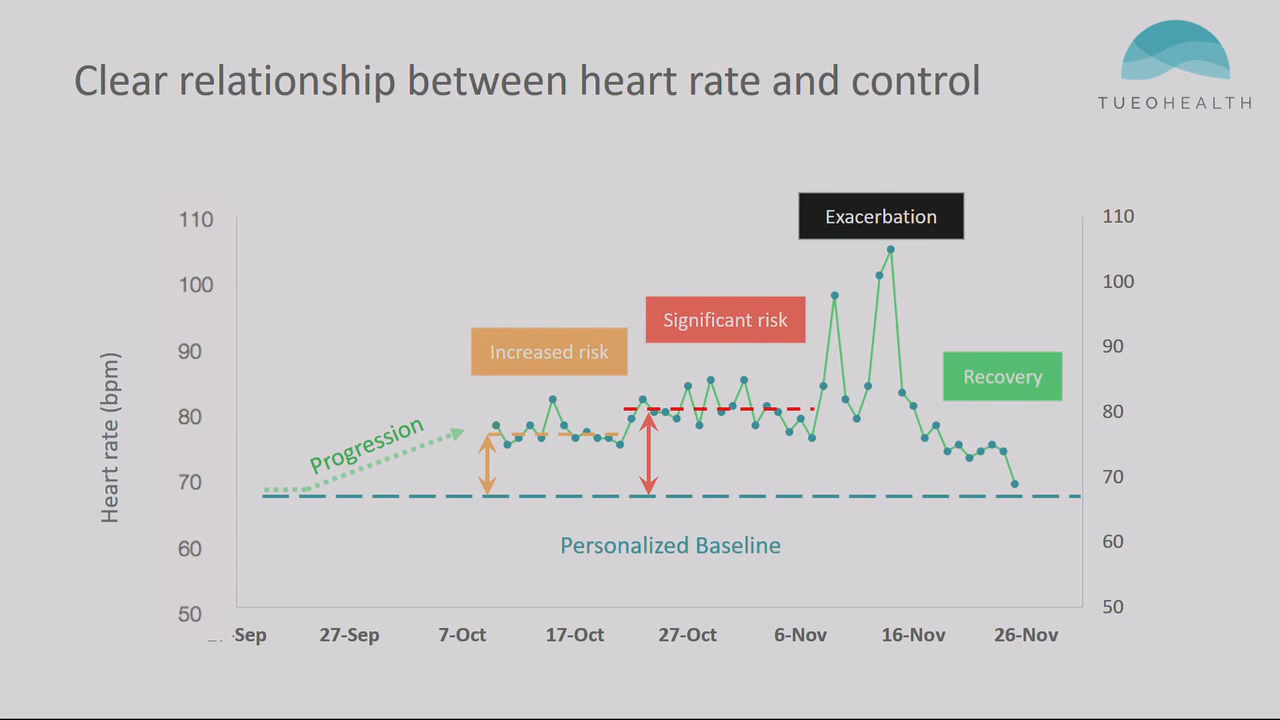 Clear relationship between heart rate and control
TUEOHEALTH
Heart rate (bpm)
110
100
90
80
70
60
50
110
100
90
80
70
60
50
Exacerbation
Significant risk
Increased risk
Recovery
Progression
Personalized Baseline
-Sep
27-Sep
7-Oct
17-Oct
27-Oct
6-Nov
16-Nov
26-Nov